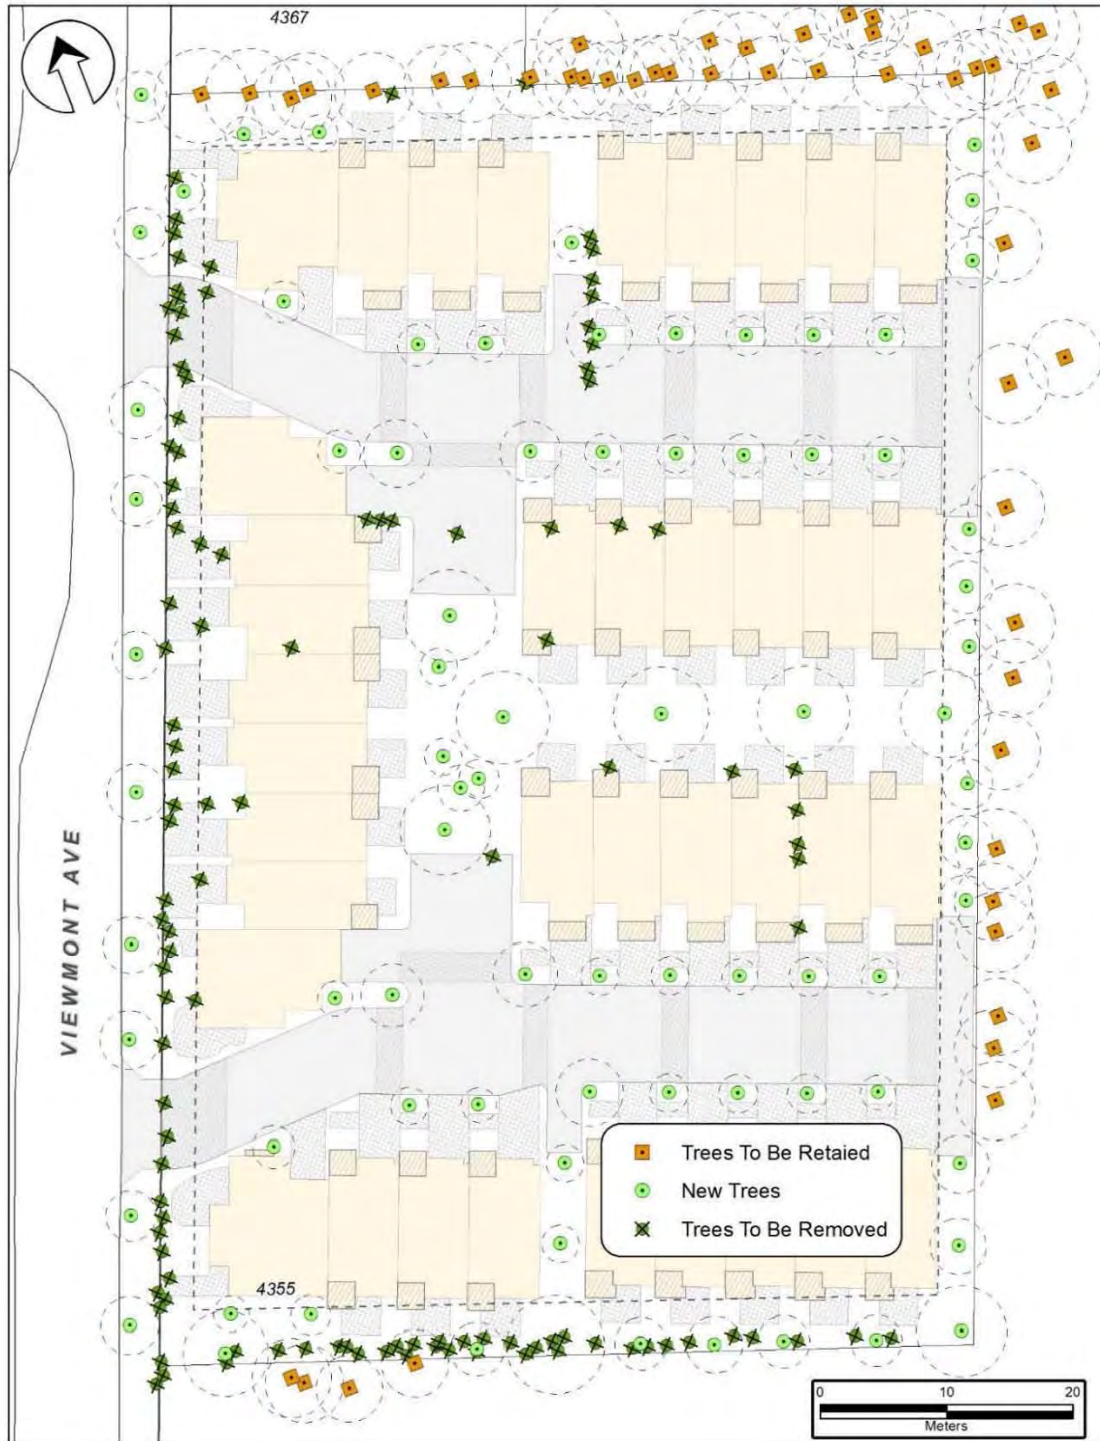 4367
VIEWMONT AVE
Trees To Be Retaied
New Trees
Trees To Be Removed
4355
0 10 20
Meters